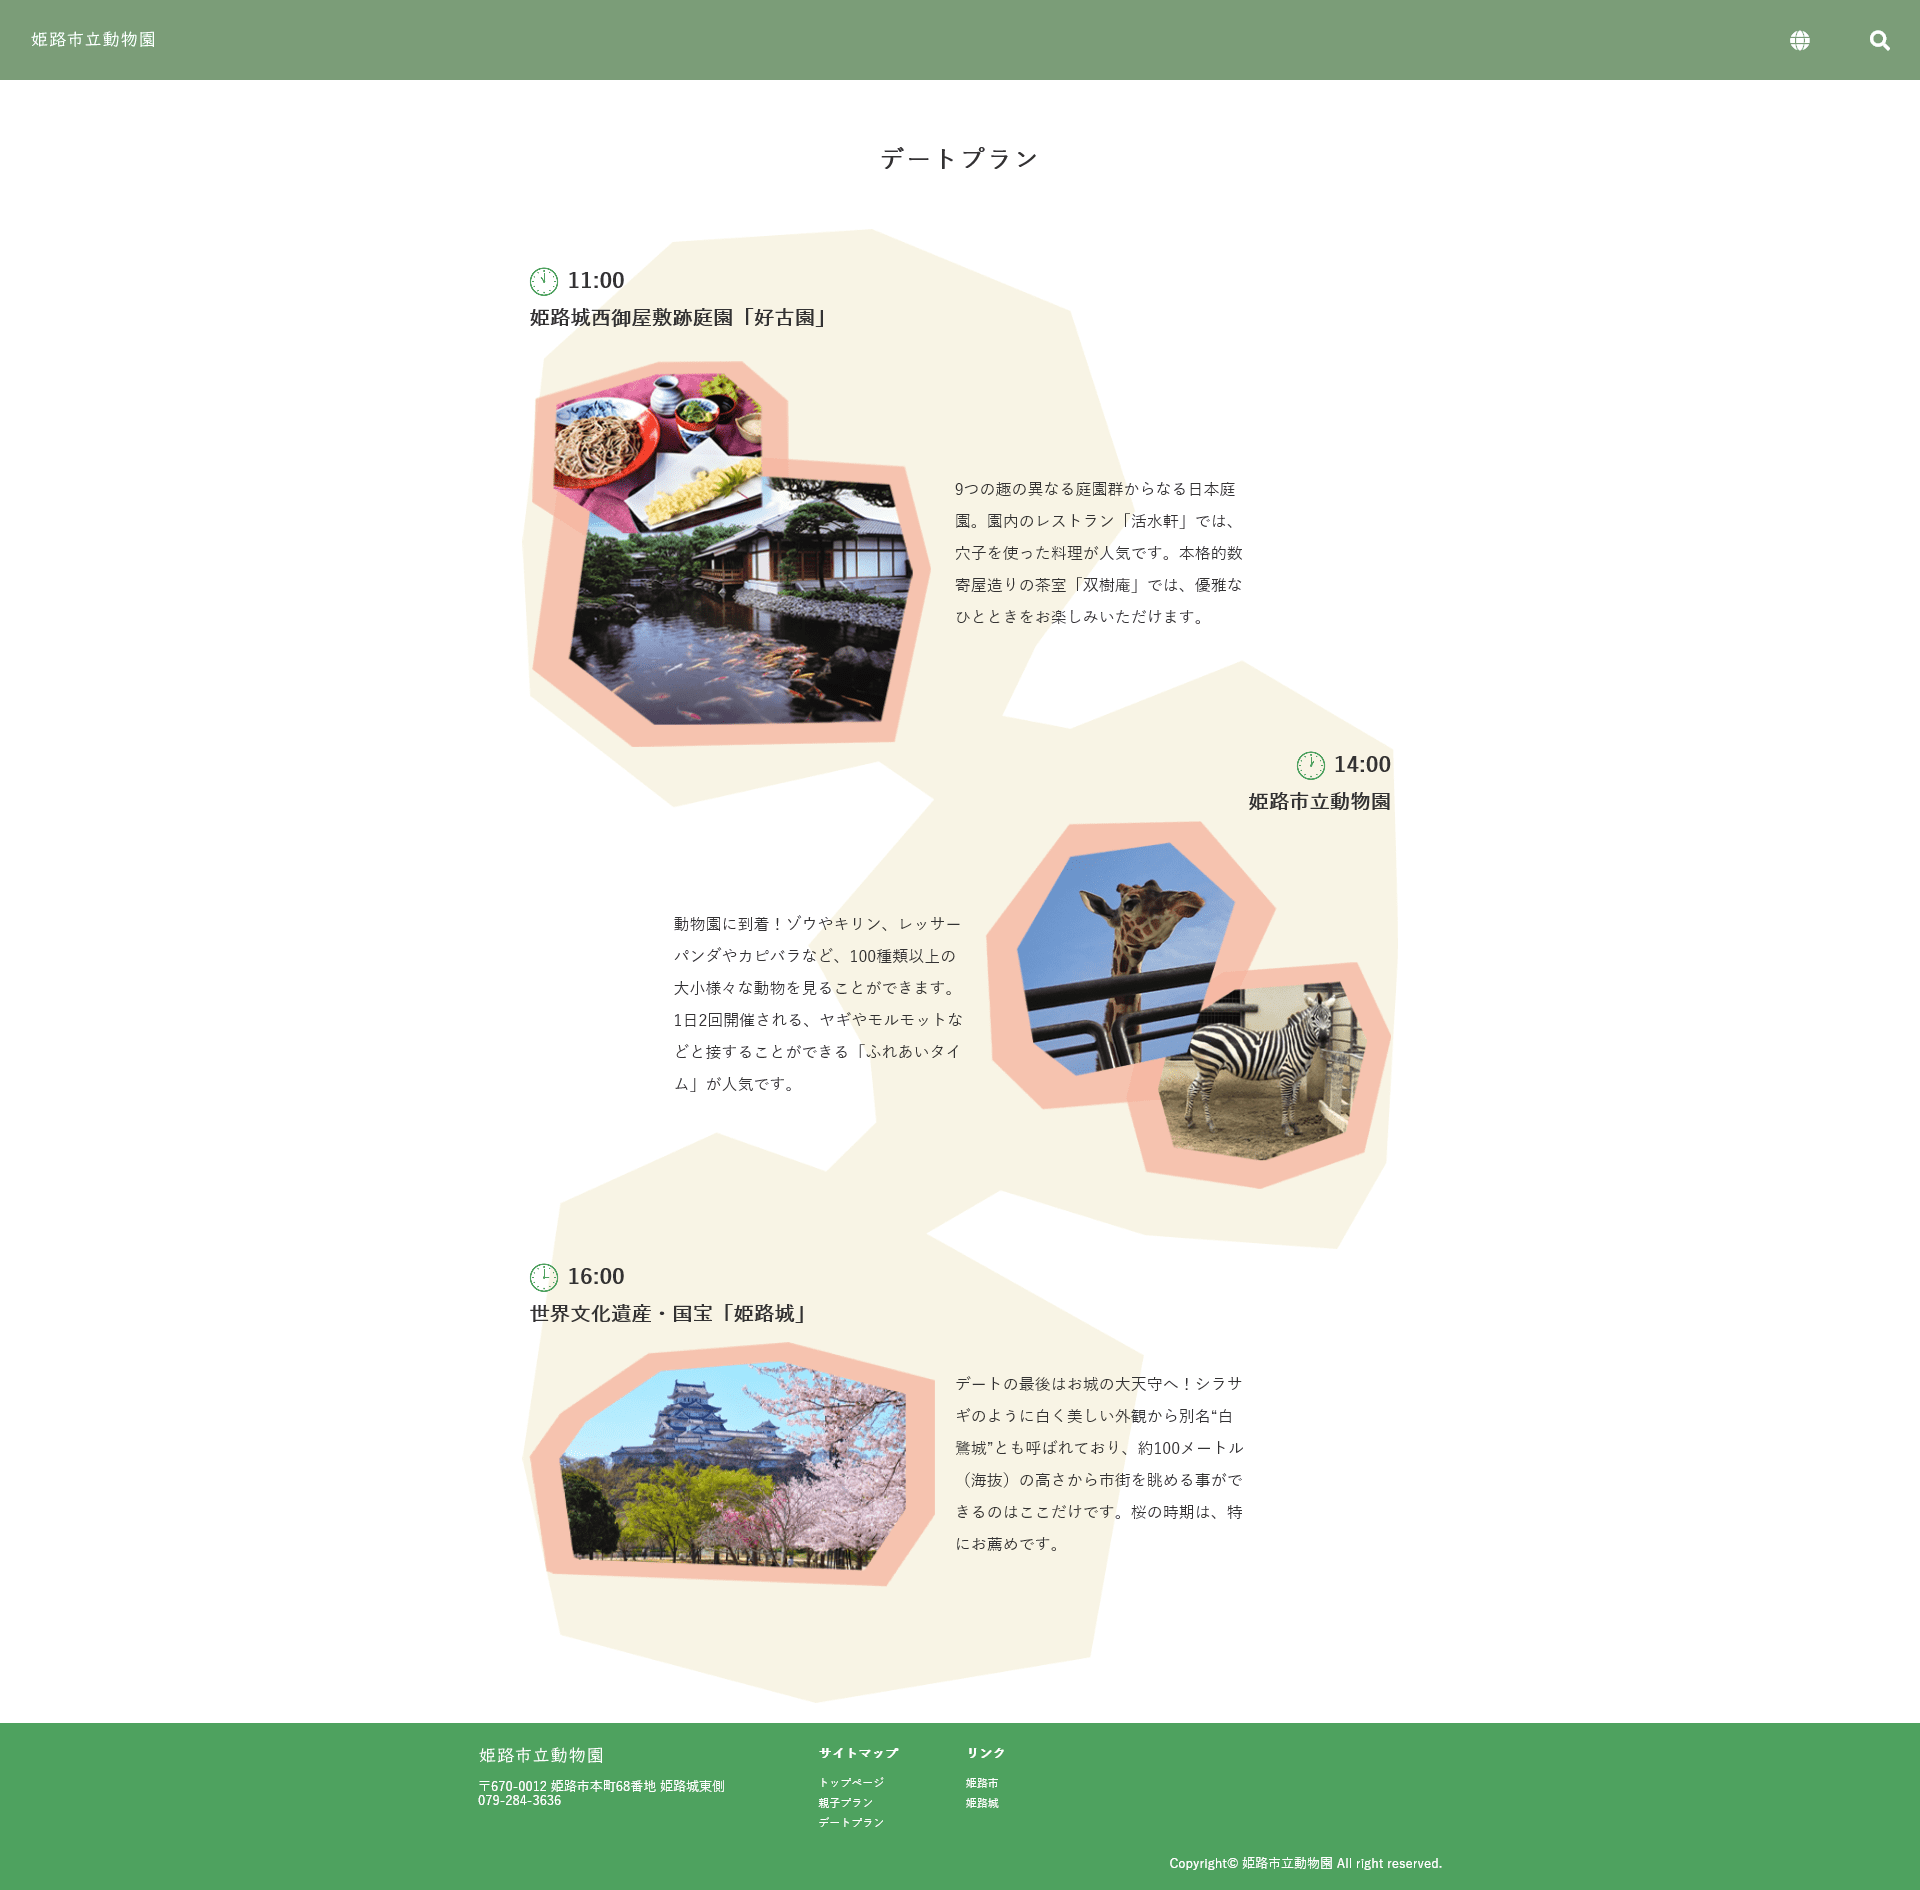 姫路市立動物園
デートプラン
11:00
姫路城西御屋敷跡庭園「好古園」
9つの趣の異なる庭園群からなる日本庭
園。園内のレストラン「活水軒」では、
穴子を使った料理が人気です。本格的数
寄屋造りの茶室「双樹庵」では、優雅な
ひとときをお楽しみいただけます。
14:00
姫路市立動物園
動物園に到着！ゾウやキリン、レッサー
パンダやカピバラなど、100種類以上の
大小様々な動物を見ることができます。
1日2回開催される、ヤギやモルモットな
どと接することができる「ふれあいタイ
ム」が人気です。
16:00
世界文化遺産・国宝「姫路城」
デートの最後はお城の大天守へ！シラサ
ギのように白く美しい外観から別名“白
鷺城”とも呼ばれており、約100メートル
（海抜）の高さから市街を眺める事がで
きるのはここだけです。桜の時期は、特
にお薦めです。
姫路市立動物園
〒670-0012 姫路市本町68番地 姫路城東側
079-284-3636
サイトマップ
トップページ
親子プラン
デートプラン
リンク
姫路市
姫路城
Copyright© 姫路市立動物園 All right reserved.